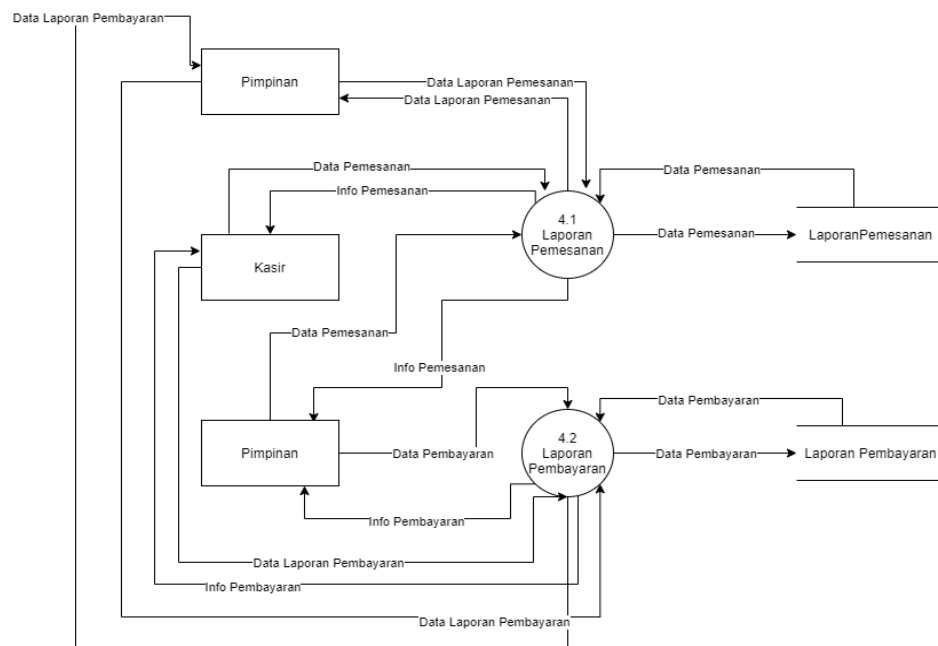 Data Laporan Pembayaran
Pimpinan
Data Laporan Pemesanan
Data Laporan Pemesanan
Data Pemesanan
Info Pemesanan
Data Pemesanan
4.1
Laporan
Pemesanan
Data Pemesanan
LaporanPemesanan
Kasir
Data Pemesanan
Info Pemesanan
Data Pembayaran
Pimpinan
Data Pembayaran
4.2
Laporan
Pembayaran
Data Pembayaran
Laporan Pembayaran
Info Pembayaran
Data Laporan Pembayaran
Info Pembayaran
Data Laporan Pembayaran